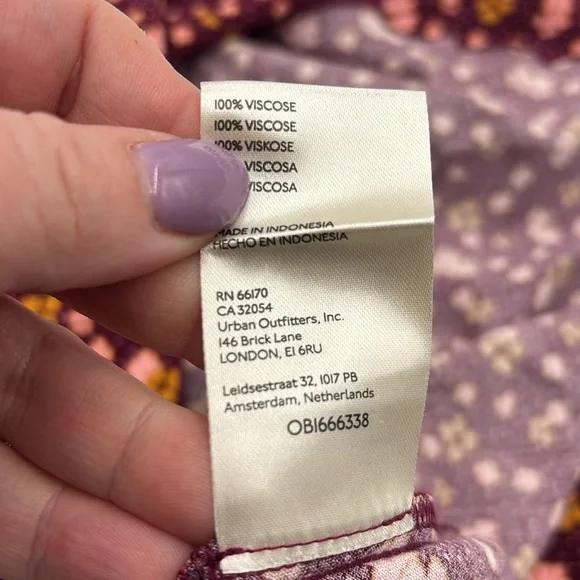 100% VISCOSE
100% VISCOSE
100% VISKOSE
VISCOSA
VISCOSA
MADE IN INDONESIA
HECHO EN INDONESIA
RN 66170
CA 32054
Urban Outfitters, Inc.
146 Brick Lane
LONDON, E1 6RU
Leidsestraat 32, 1017 PB
Amsterdam, Netherlands
OB1666338